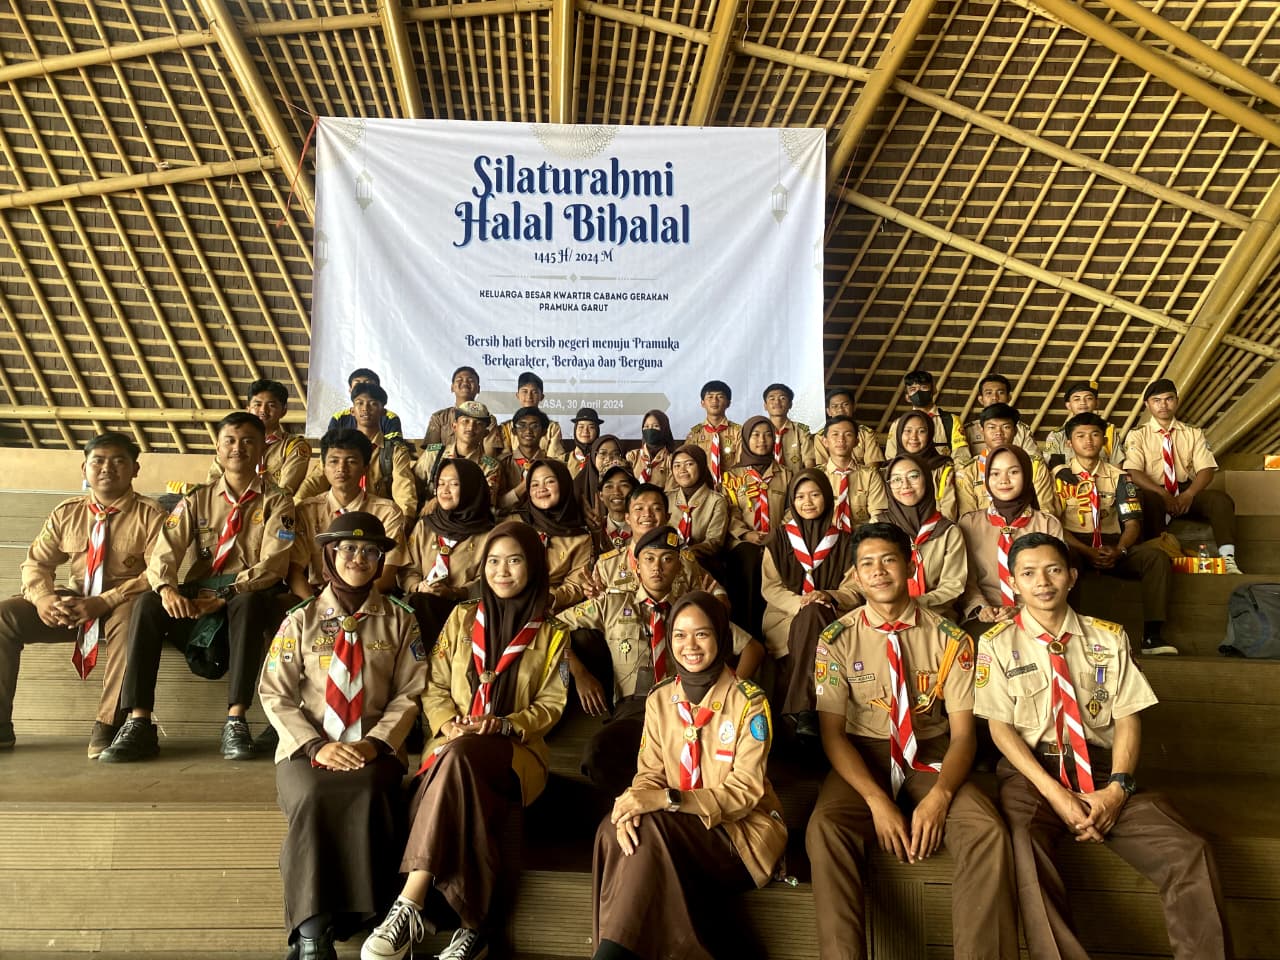 Silaturahmi
Halal Bihalal
1445 H/ 2024 M
KELUARGA BESAR KWARTIR CABANG GERAKAN
PRAMUKA GARUT
Bersih hati bersih negeri menuju Pramuka
Berkarakter, Berdaya dan Berguna
LASA, 30 April 2024